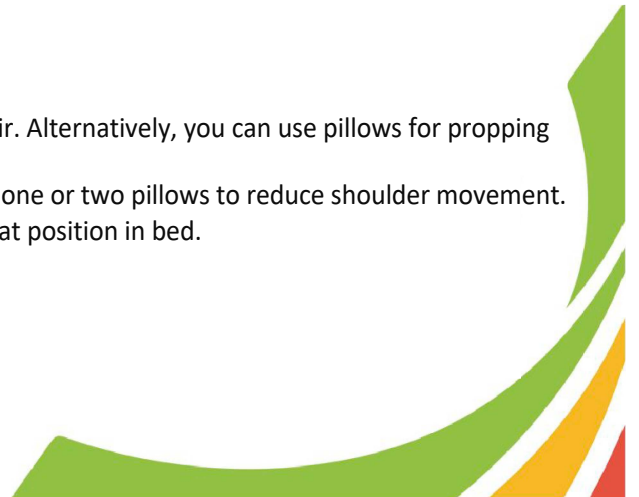 ir. Alternatively, you can use pillows for propping
one or two pillows to reduce shoulder movement.
at position in bed.